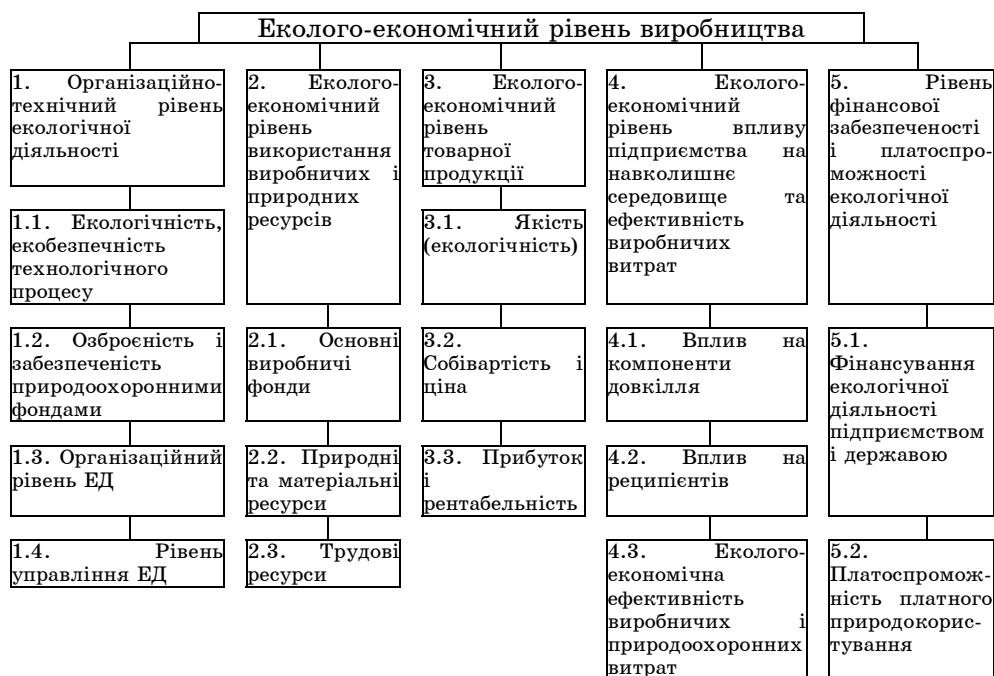 Еколого-економічний рівень виробництва
1. Організаційно-
технічний рівень
екологічної
діяльності
1.1. Екологічність,
екобезпечність
технологічного
процесу
1.2. Озброєність і
забезпеченість
природоохоронними
фондами
1.3. Організаційний
рівень ЕД
1.4. Рівень
управління ЕД
2. Еколого-
економічний
рівень
використання
виробничих і
природних
ресурсів
2.1. Основні
виробничі
фонди
2.2. Природні
та матеріальні
ресурси
2.3. Трудові
ресурси
3. Еколого-
економічний
рівень
товарної
продукції
3.1. Якість
(екологічність)
3.2.
Собівартість і
ціна
3.3. Прибуток
і
рентабельність
4. Еколого-
економічний
рівень впливу
підприємства на
навколишнє
середовище та
ефективність
виробничих
витрат
4.1. Вплив на
компоненти
довкілля
4.2. Вплив на
реципієнтів
4.3. Еколого-
економічна
ефективність
виробничих і
природоохоронних
витрат
5. Рівень
фінансової
забезпеченості
і платоспро-
можності
екологічної
діяльності
5.1.
Фінансування
екологічної
діяльності
підприємством
і державою
5.2.
Платоспромож-
ність платного
природокорис-
тування